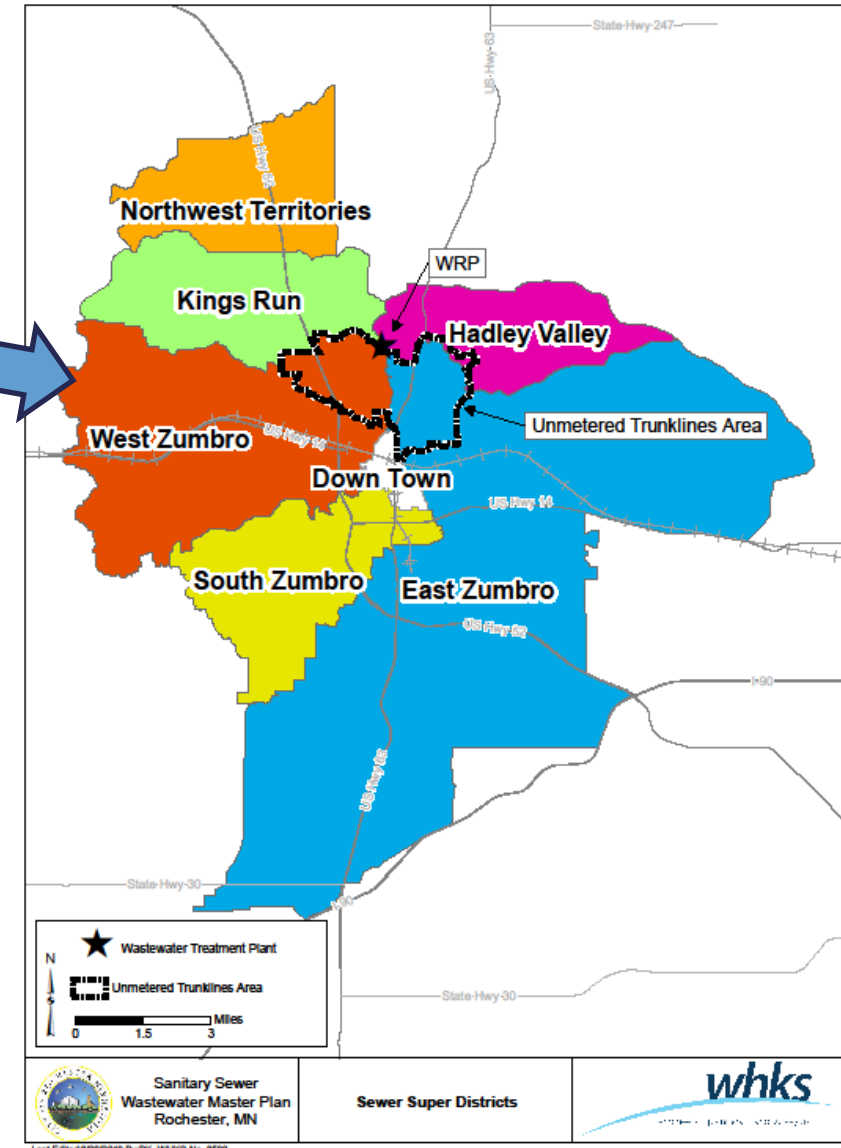 State Hwy 247
US Hwy 63
US Hwy 52
Northwest Territories
WRP
Kings Run
Hadley Valley
Unmetered Trunklines Area
West Zumbro
US Hwy 14
Down Town
US Hwy 14
South Zumbro
East Zumbro
US Hwy 52
I-90
US Hwy 63
State Hwy 30
I-90
Wastewater Treatment Plant
N
S
Unmetered Trunklines Area
Miles
0 1.5 3
State Hwy 30
Sanitary Sewer
Wastewater Master Plan
Rochester, MN
Sewer Super Districts
whks